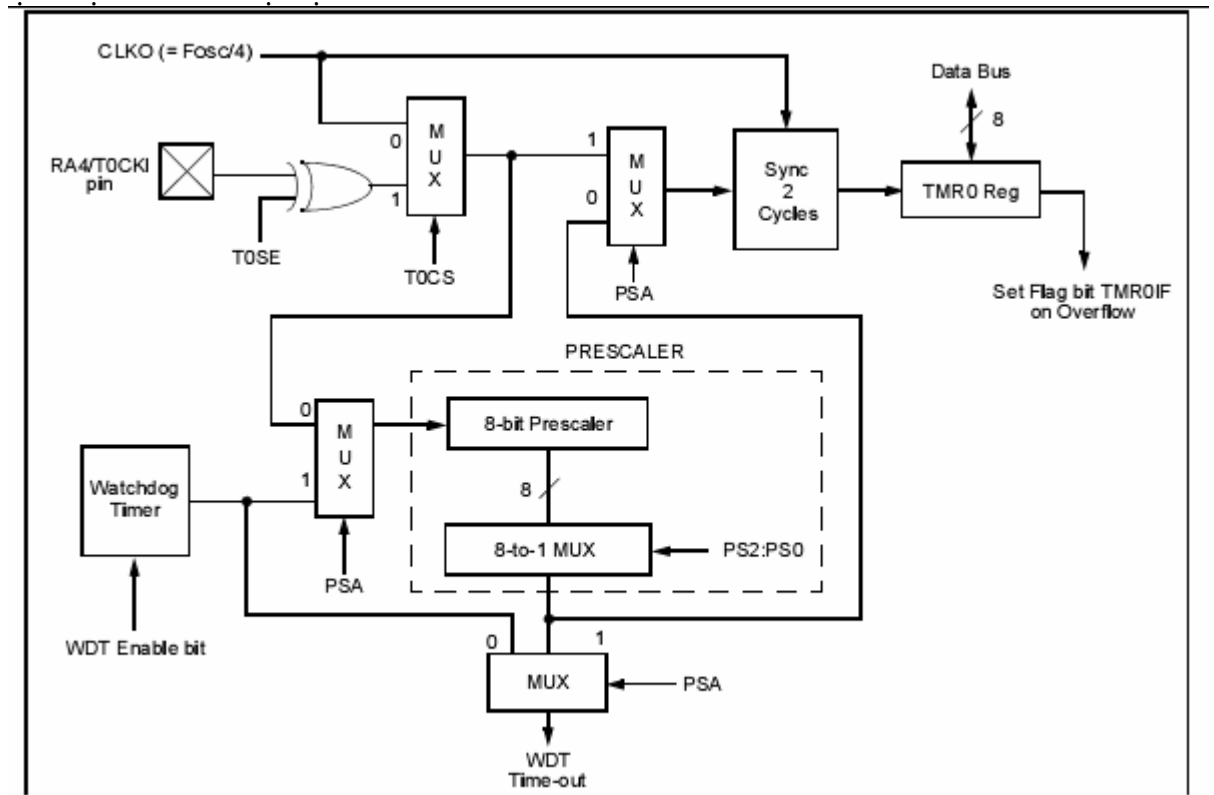 CLKO (= Fosc/4)
Data Bus
8
0
M
U
X
1
1
M
U
X
0
RA4/T0CKI
pin
Sync
2
Cycles
TMR0 Reg
T0SE
T0CS
PSA
Set Flag bit TMR0IF
on Overflow
PRESCALER
0
M
U
X
1
8-bit Prescaler
Watchdog
Timer
8
8-to-1 MUX
PS2:PS0
PSA
WDT Enable bit
0
1
MUX
PSA
WDT
Time-out